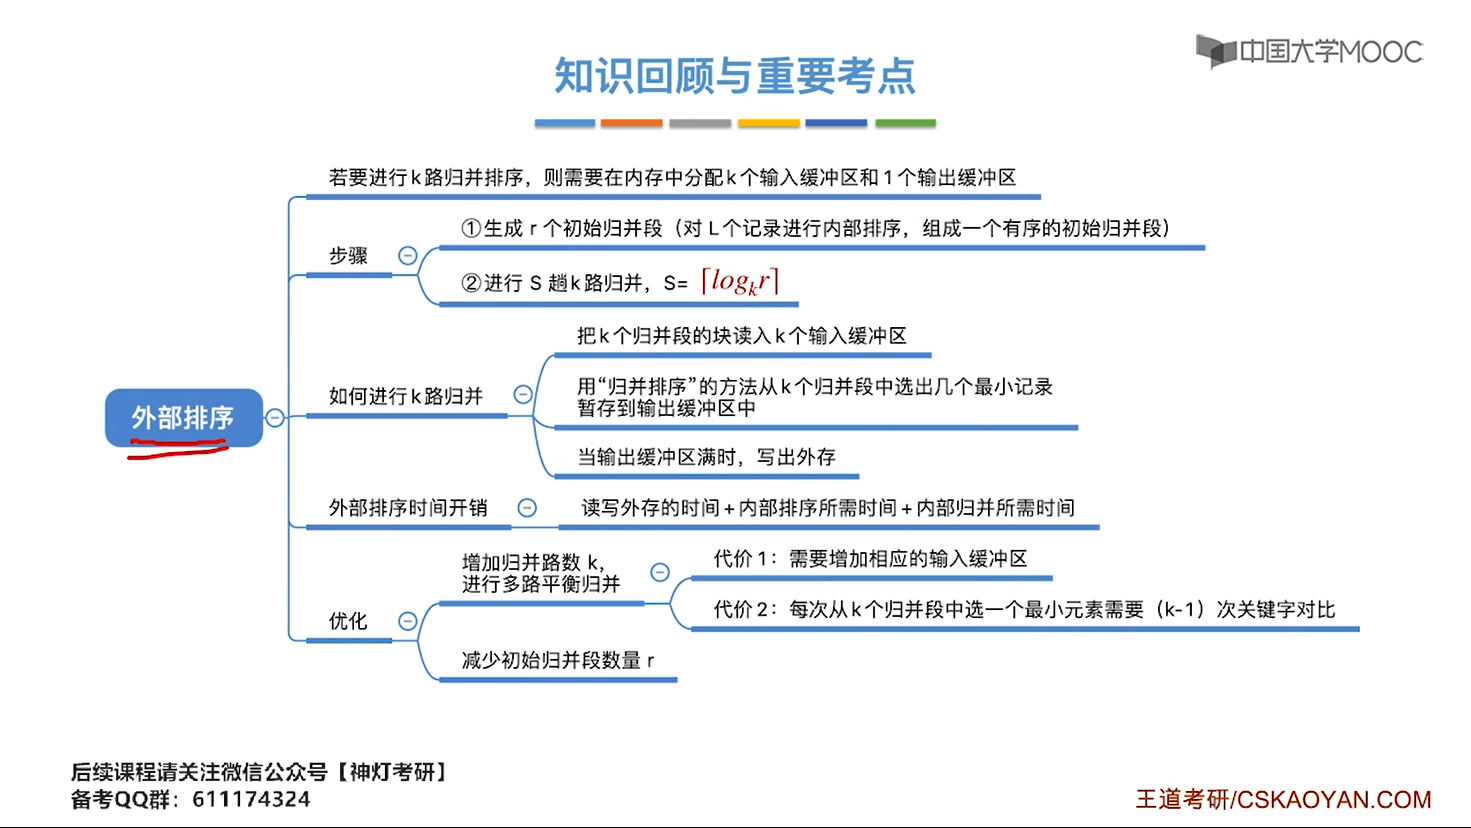 中国大学MOOC
知识回顾与重要考点
若要进行k路归并排序，则需要在内存中分配k个输入缓冲区和1个输出缓冲区
步骤
①生成 r 个初始归并段（对 L个记录进行内部排序，组成一个有序的初始归并段）
②进行 S 趟k路归并，S= ⌈logₖr⌉
外部排序
如何进行k路归并
把k个归并段的块读入k个输入缓冲区
用“归并排序”的方法从k个归并段中选出几个最小记录
暂存到输出缓冲区中
当输出缓冲区满时，写出外存
外部排序时间开销
读写外存的时间+内部排序所需时间+内部归并所需时间
优化
增加归并路数 k，
进行多路平衡归并
代价1：需要增加相应的输入缓冲区
代价2：每次从k个归并段中选一个最小元素需要（k-1）次关键字对比
减少初始归并段数量 r
后续课程请关注微信公众号【神灯考研】
备考QQ群：611174324
王道考研/CSKAOYAN.COM